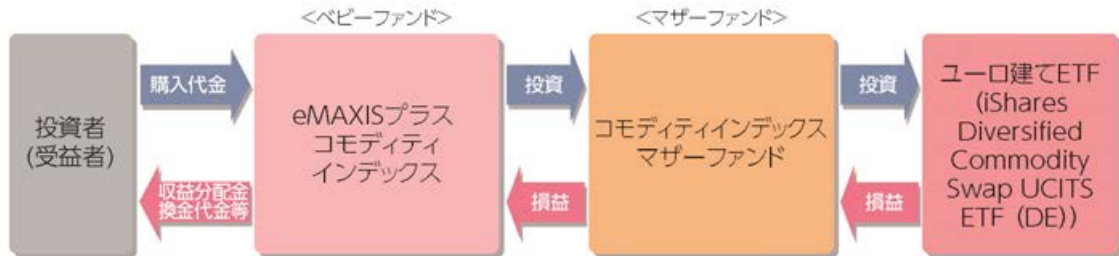 <ベビーファンド>
<マザーファンド>
投資者
(受益者)
購入代金
収益分配金
換金代金等
eMAXISプラス
コモディティ
インデックス
投資
損益
コモディティインデックス
マザーファンド
投資
損益
ユーロ建てETF
(iShares
Diversified
Commodity
Swap UCITS
ETF (DE))